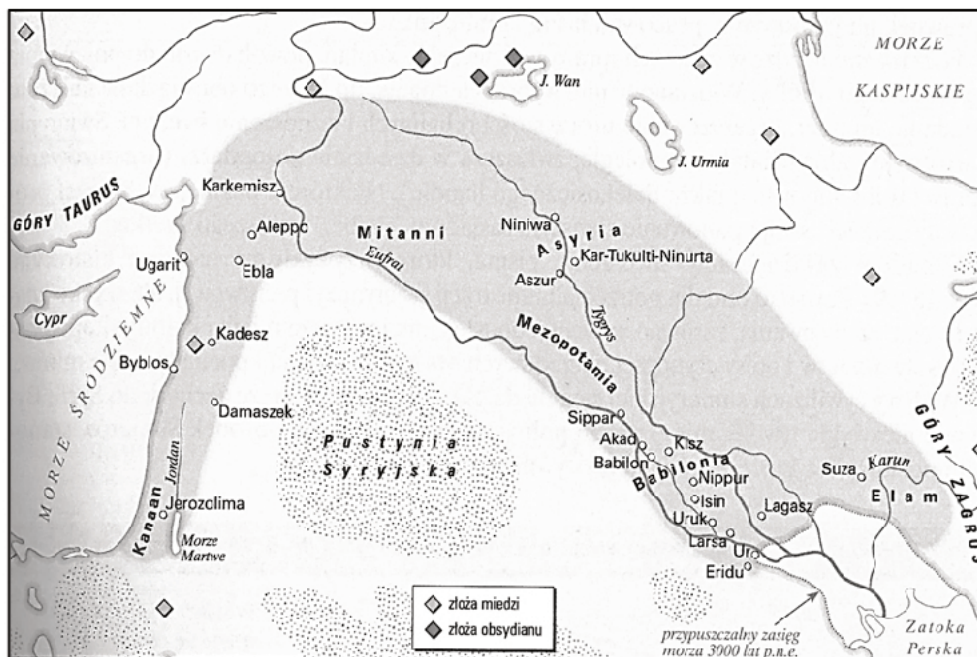 MORZE
KASPIJSKIE
J. Wan
J. Urmia
GÓRY TAURUS
Karkemisz
Aleppo
Mitanni
Eufrat
Niniwa
Asyria
Kar-Tukulti-Ninurta
Aszur
Tygrys
Ugarit
Ebla
Cypr
MORZE ŚRÓDZIEMNE
Kadesz
Byblos
Damaszek
Mezopotamia
Pustynia
Syryjska
Sippar
Akad
Kisz
Babilon
Babilonia
Nippur
Isin
Uruk
Lagasz
Larsa
Ur
Eridu
Suza
Karun
Elam
GÓRY ZAGROS
Kanaan
Jordan
Jerozclima
Morze
Martwe
złoża miedzi
złoża obsydianu
przypuszczalny zasięg
morza 3000 lat p.n.e.
Zatoka
Perska